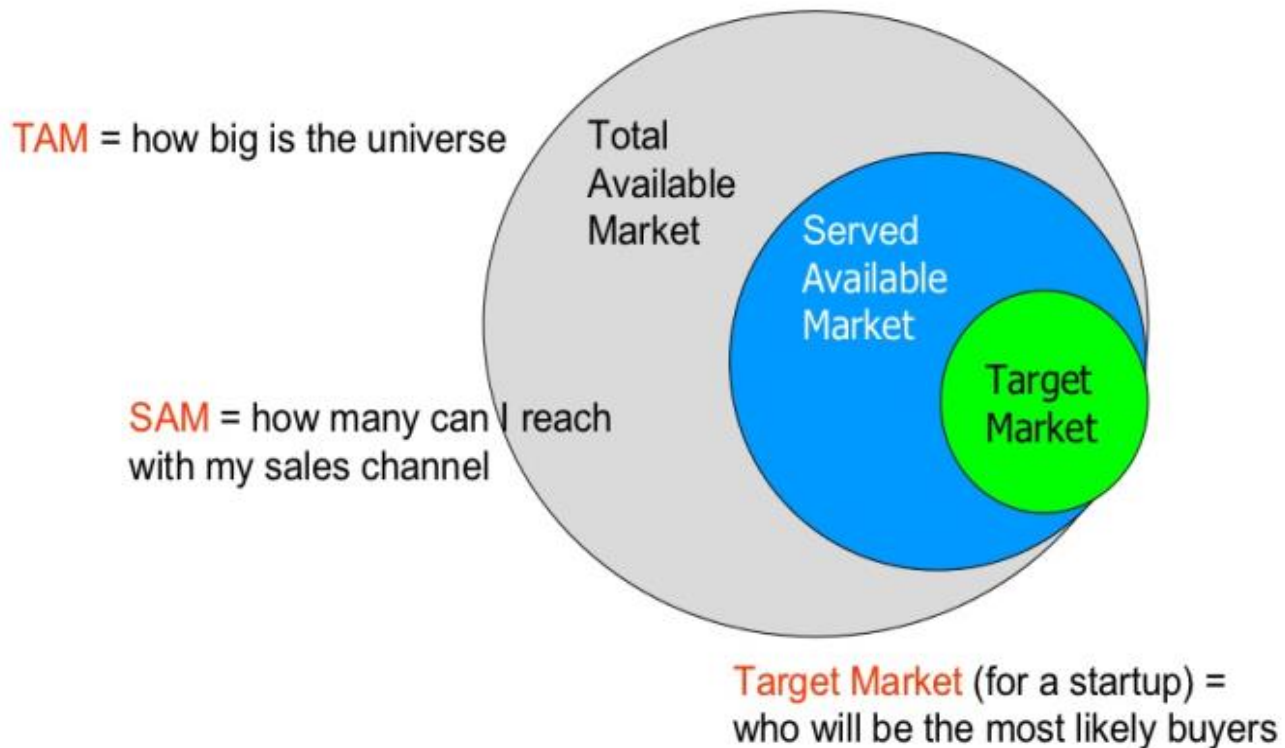 TAM = how big is the universe
Total
Available
Market
Served
Available
Market
Target
Market
SAM = how many can I reach
with my sales channel
Target Market (for a startup) =
who will be the most likely buyers